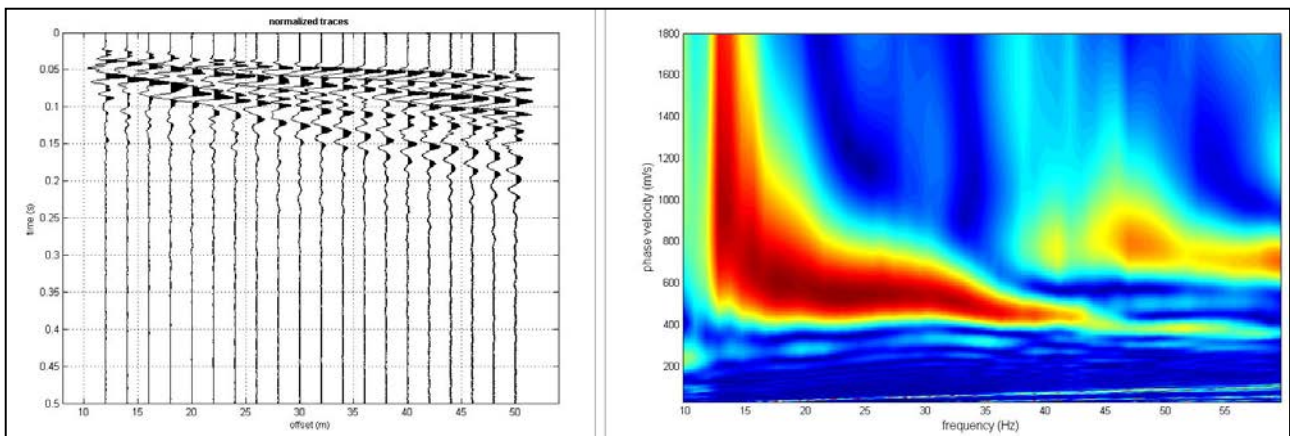 normalized traces
0
0.05
0.1
0.15
0.2
0.25
0.3
0.35
0.4
0.45
0.5
time (s)
10 15 20 25 30 35 40 45 50
offset (m)
1800
1600
1400
1200
1000
800
600
400
200
phase velocity (m/s)
10 15 20 25 30 35 40 45 50 55
frequency (Hz)